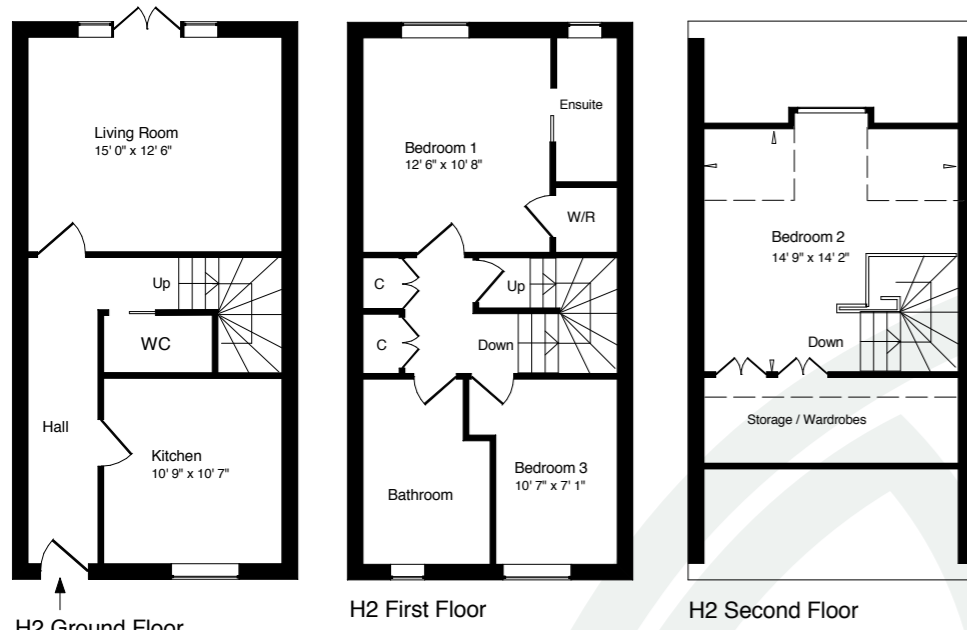 Living Room
15' 0" x 12' 6"
Up
WC
Hall
Kitchen
10' 9" x 10' 7"
H2 Ground Floor
Ensuite
Bedroom 1
12' 6" x 10' 8"
W/R
C
Up
C
Down
Bathroom
Bedroom 3
10' 7" x 7' 1"
H2 First Floor
Bedroom 2
14' 9" x 14' 2"
Down
Storage / Wardrobes
H2 Second Floor